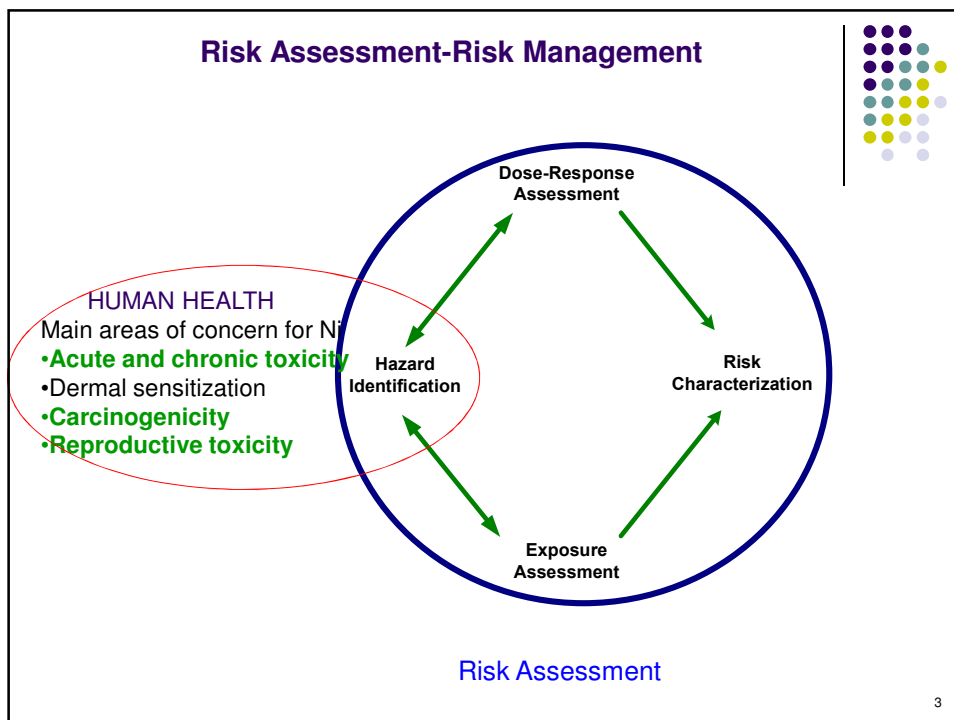 Risk Assessment-Risk Management
Dose-Response
Assessment
HUMAN HEALTH
Main areas of concern for Ni
•Acute and chronic toxicity
•Dermal sensitization
•Carcinogenicity
•Reproductive toxicity
Hazard
Identification
Risk
Characterization
Exposure
Assessment
Risk Assessment
3